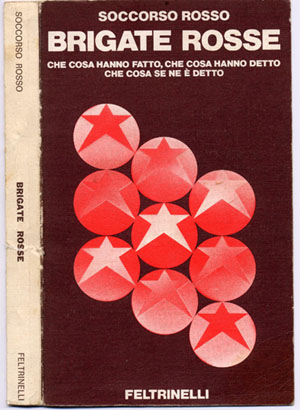 SOCCORSO ROSSO
BRIGATE ROSSE
CHE COSA HANNO FATTO, CHE COSA HANNO DETTO
CHE COSA SE NE È DETTO
FELTRINELLI
SOCCORSO ROSSO
BRIGATE ROSSE
FELTRINELLI